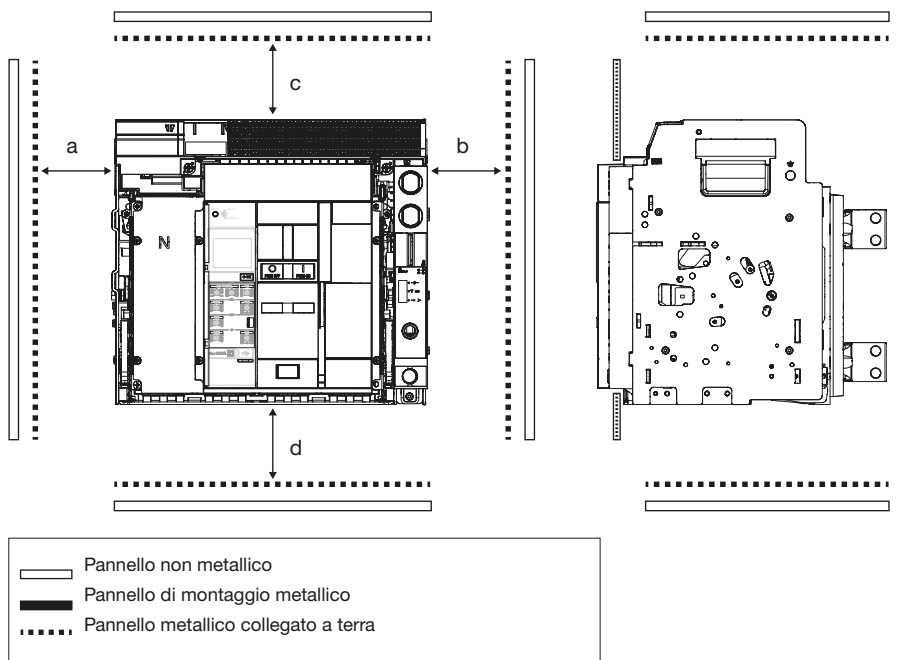 c
a
b
N
d
Pannello non metallico
Pannello di montaggio metallico
Pannello metallico collegato a terra